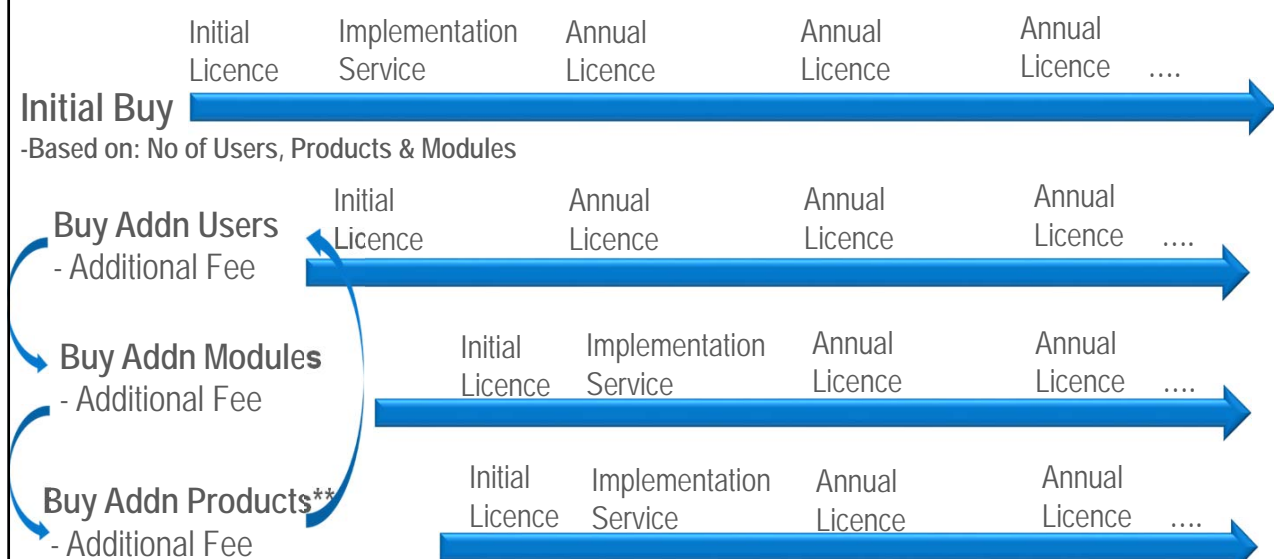 Initial Implementation Annual Annual Annual
Licence Service Licence Licence Licence ....
Initial Buy
-Based on: No of Users, Products & Modules
Initial Annual Annual Annual
Buy Addn Users
Licence Licence Licence Licence ....
- Additional Fee
Initial Implementation Annual Annual
Buy Addn Modules
Licence Service Licence Licence ....
- Additional Fee
Initial Implementation Annual Annual
Buy Addn Products**
Licence Service Licence Licence ....
- Additional Fee